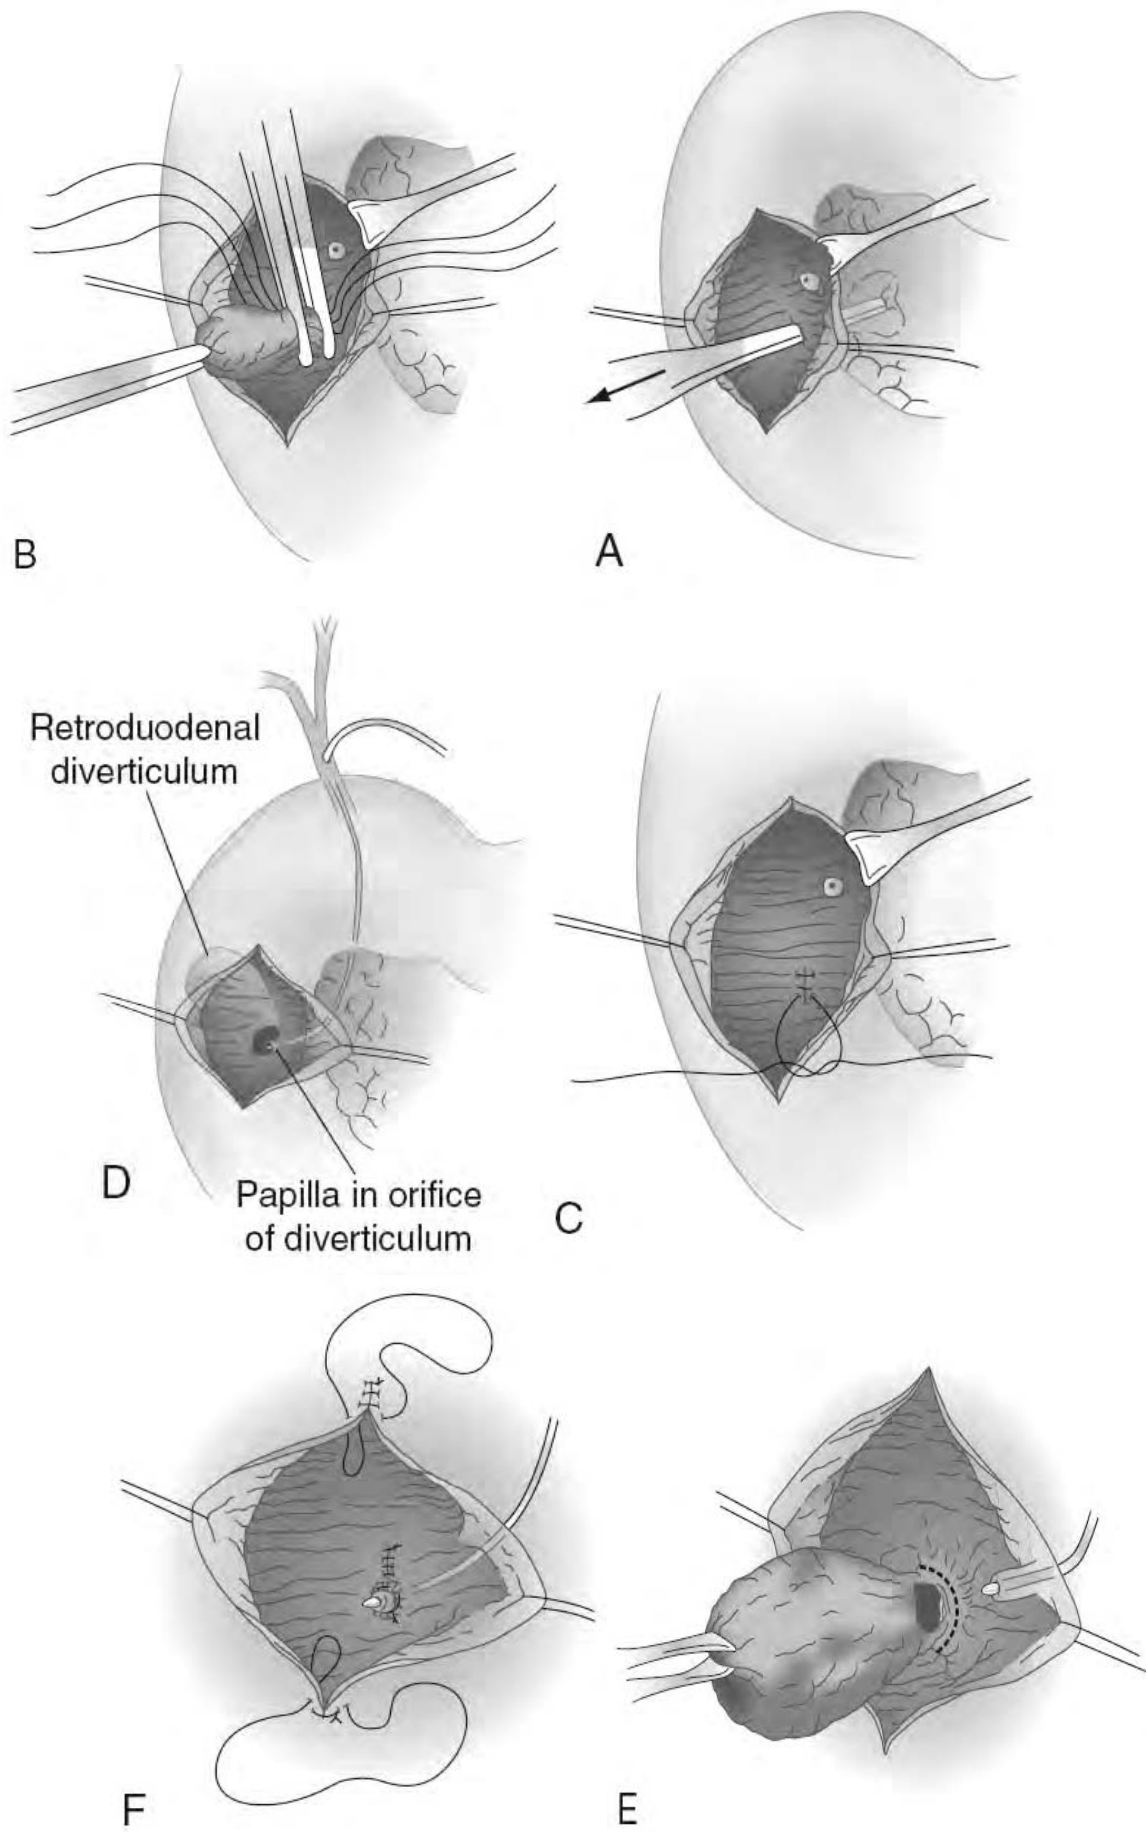 B
A
Retroduodenal
diverticulum
D
Papilla in orifice
of diverticulum
C
F
E